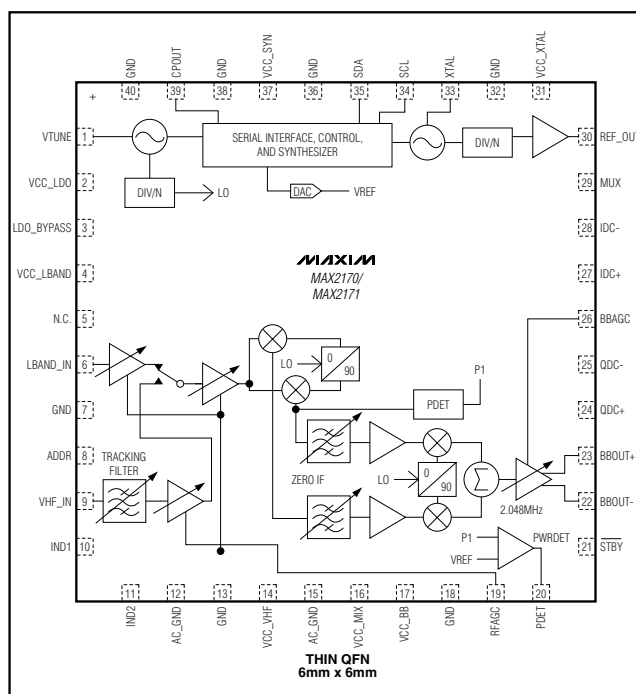 GND CPOUT GND VCC_SYN GND SDA SCL XTAL GND VCC_XTAL
40 39 38 37 36 35 34 33 32 31
+
VTUNE 1
SERIAL INTERFACE, CONTROL,
AND SYNTHESIZER
DIV/N
30 REF_OUT
VCC_LDO 2
DIV/N
LO
DAC
VREF
29 MUX
LDO_BYPASS 3
28 IDC-
VCC_LBAND 4
MAXIM
MAX2170/
MAX2171
27 IDC+
N.C. 5
26 BBAGC
LBAND_IN 6
LO
0
90
25 QDC-
P1
PDET
GND 7
24 QDC+
ADDR 8
TRACKING
FILTER
ZERO IF
LO
0
90
Σ
23 BBOUT+
VHF_IN 9
22 BBOUT-
2.048MHz
IND1 10
P1
VREF
PWRDET
21 STBY
11 12 13 14 15 16 17 18 19 20
IND2 AC_GND GND VCC_VHF AC_GND VCC_MIX VCC_BB GND RFAGC PDET
THIN QFN
6mm x 6mm